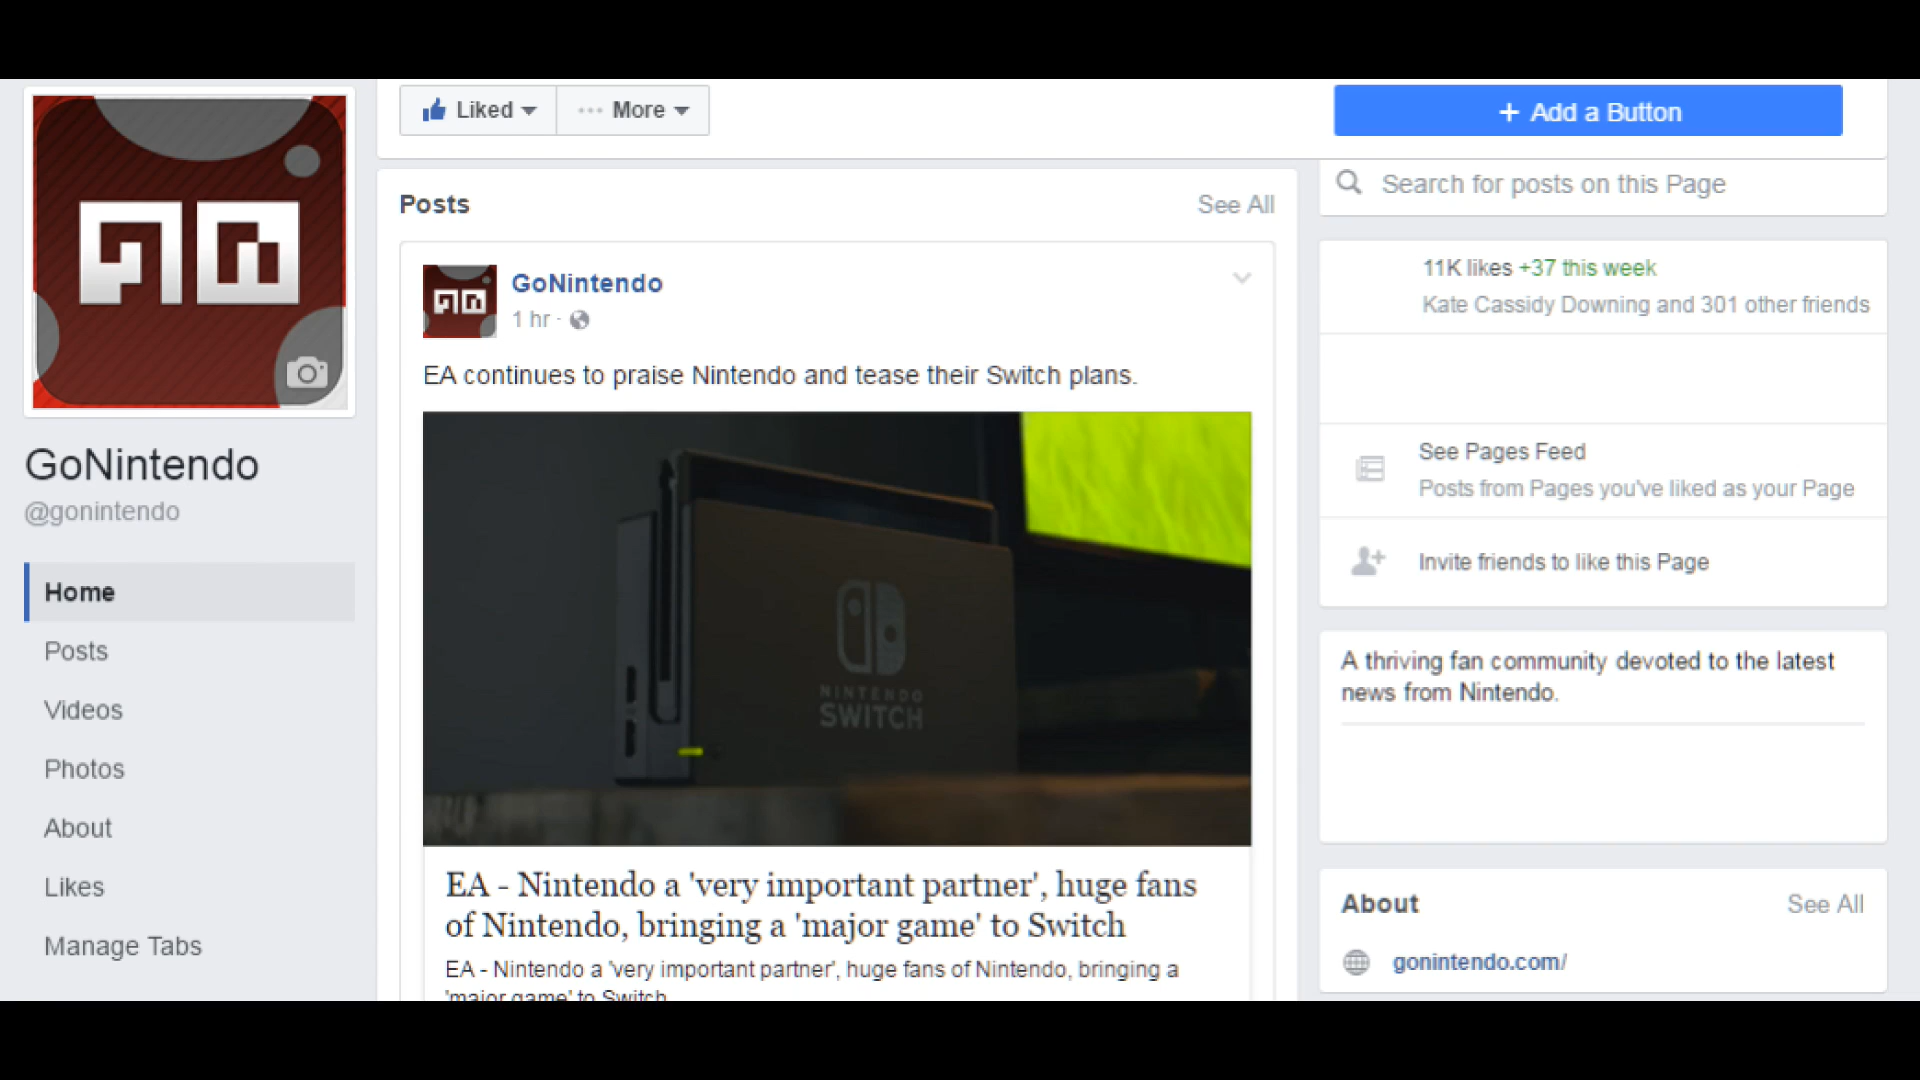 Liked
More
+ Add a Button
GoNintendo
@gonintendo
Home
Posts
Videos
Photos
About
Likes
Manage Tabs
Posts
See All
GoNintendo
1 hr ·
EA continues to praise Nintendo and tease their Switch plans.
NINTENDO
SWITCH
EA - Nintendo a 'very important partner', huge fans
of Nintendo, bringing a 'major game' to Switch
EA - Nintendo a 'very important partner', huge fans of Nintendo, bringing a
'major game' to Switch
Search for posts on this Page
11K likes +37 this week
Kate Cassidy Downing and 301 other friends
See Pages Feed
Posts from Pages you've liked as your Page
Invite friends to like this Page
A thriving fan community devoted to the latest
news from Nintendo.
About
See All
gonintendo.com/